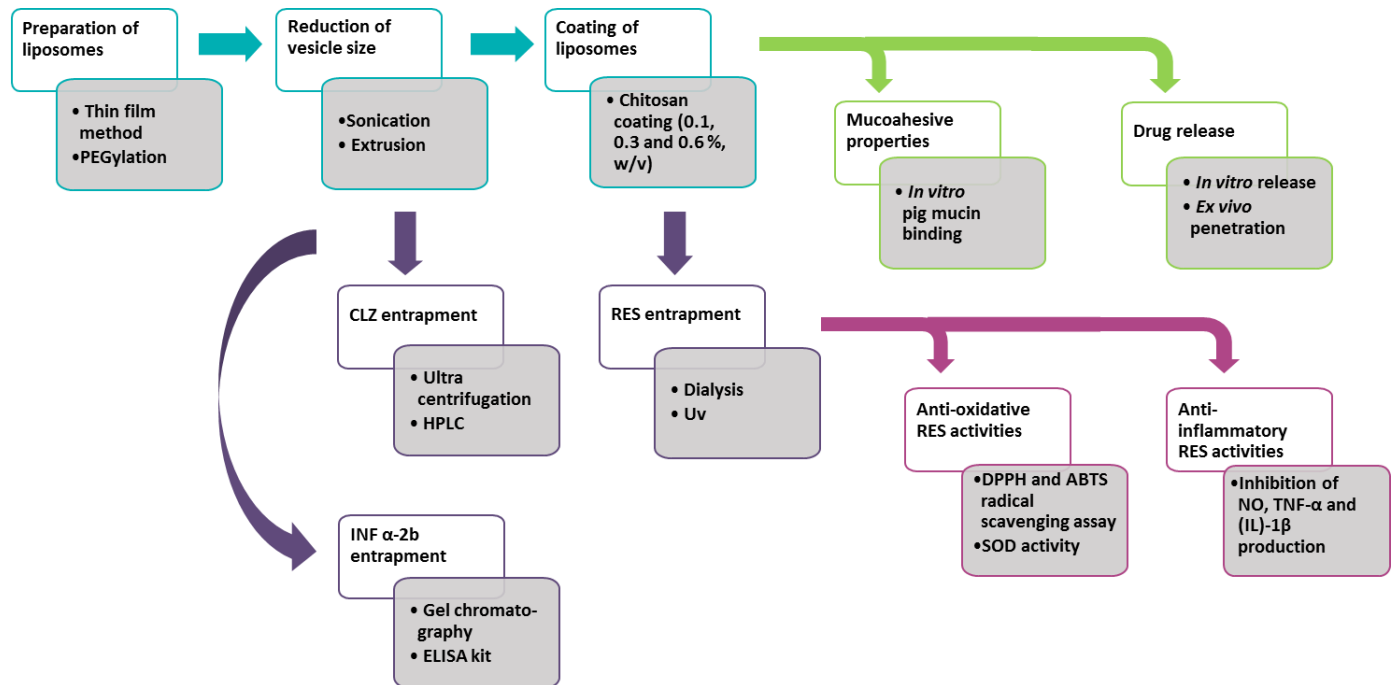 Preparation of
liposomes
• Thin film
method
•PEGylation
Reduction of
vesicle size
•Sonication
• Extrusion
Coating of
liposomes
• Chitosan
coating (0.1,
0.3 and 0.6 %,
w/v)
Mucoahesive
properties
• In vitro
pig mucin
binding
Drug release
• In vitro release
• Ex vivo
penetration
CLZ entrapment
• Ultra
centrifugation
• HPLC
RES entrapment
• Dialysis
• Uv
Anti-oxidative
RES activities
•DPPH and ABTS
radical
scavenging assay
•SOD activity
Anti-
inflammatory
RES activities
•Inhibition of
NO, TNF-α and
(IL)-1β
production
INF α-2b
entrapment
• Gel chromato-
graphy
• ELISA kit